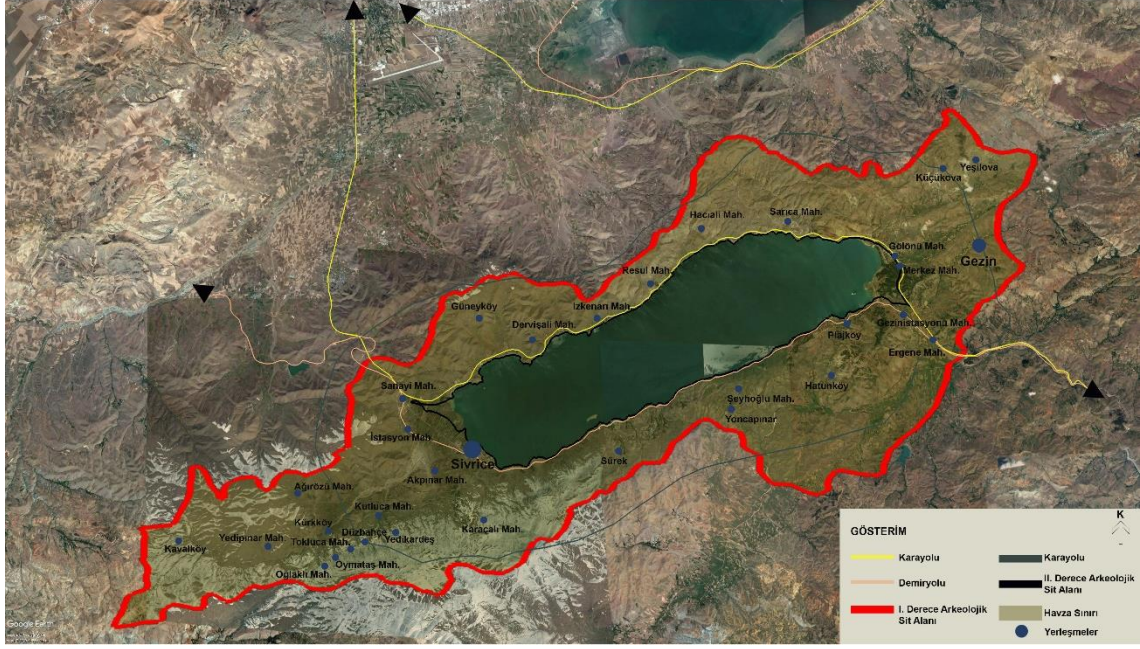 Yeşilova
Küçükova
Sarıca Mah.
Hacıali Mah.
Gölönü Mah.
Gezin
Merkez Mah.
Resul Mah.
İzkenarı Mah.
Güneyköy
Dervişali Mah.
Gezinistasyonu Mah.
Plajköy
Ergene Mah.
Hatunköy
Sanayi Mah.
Şeyhoğlu Mah.
Yoncapınar
İstasyon Mah.
Sivrice
Sürek
Akpınar Mah.
Ağırözü Mah.
Kutluca Mah.
Karaçalı Mah.
Kürkköy
Düzbahçe
Yedikardeş
Kavalköy
Yedipınar Mah.
Tokluca Mah.
Oymataş Mah.
Oğlaklı Mah.
Google Earth
K
GÖSTERİM
Karayolu
Karayolu
Demiryolu
II. Derece Arkeolojik
Sit Alanı
I. Derece Arkeolojik
Sit Alanı
Havza Sınırı
Yerleşmeler